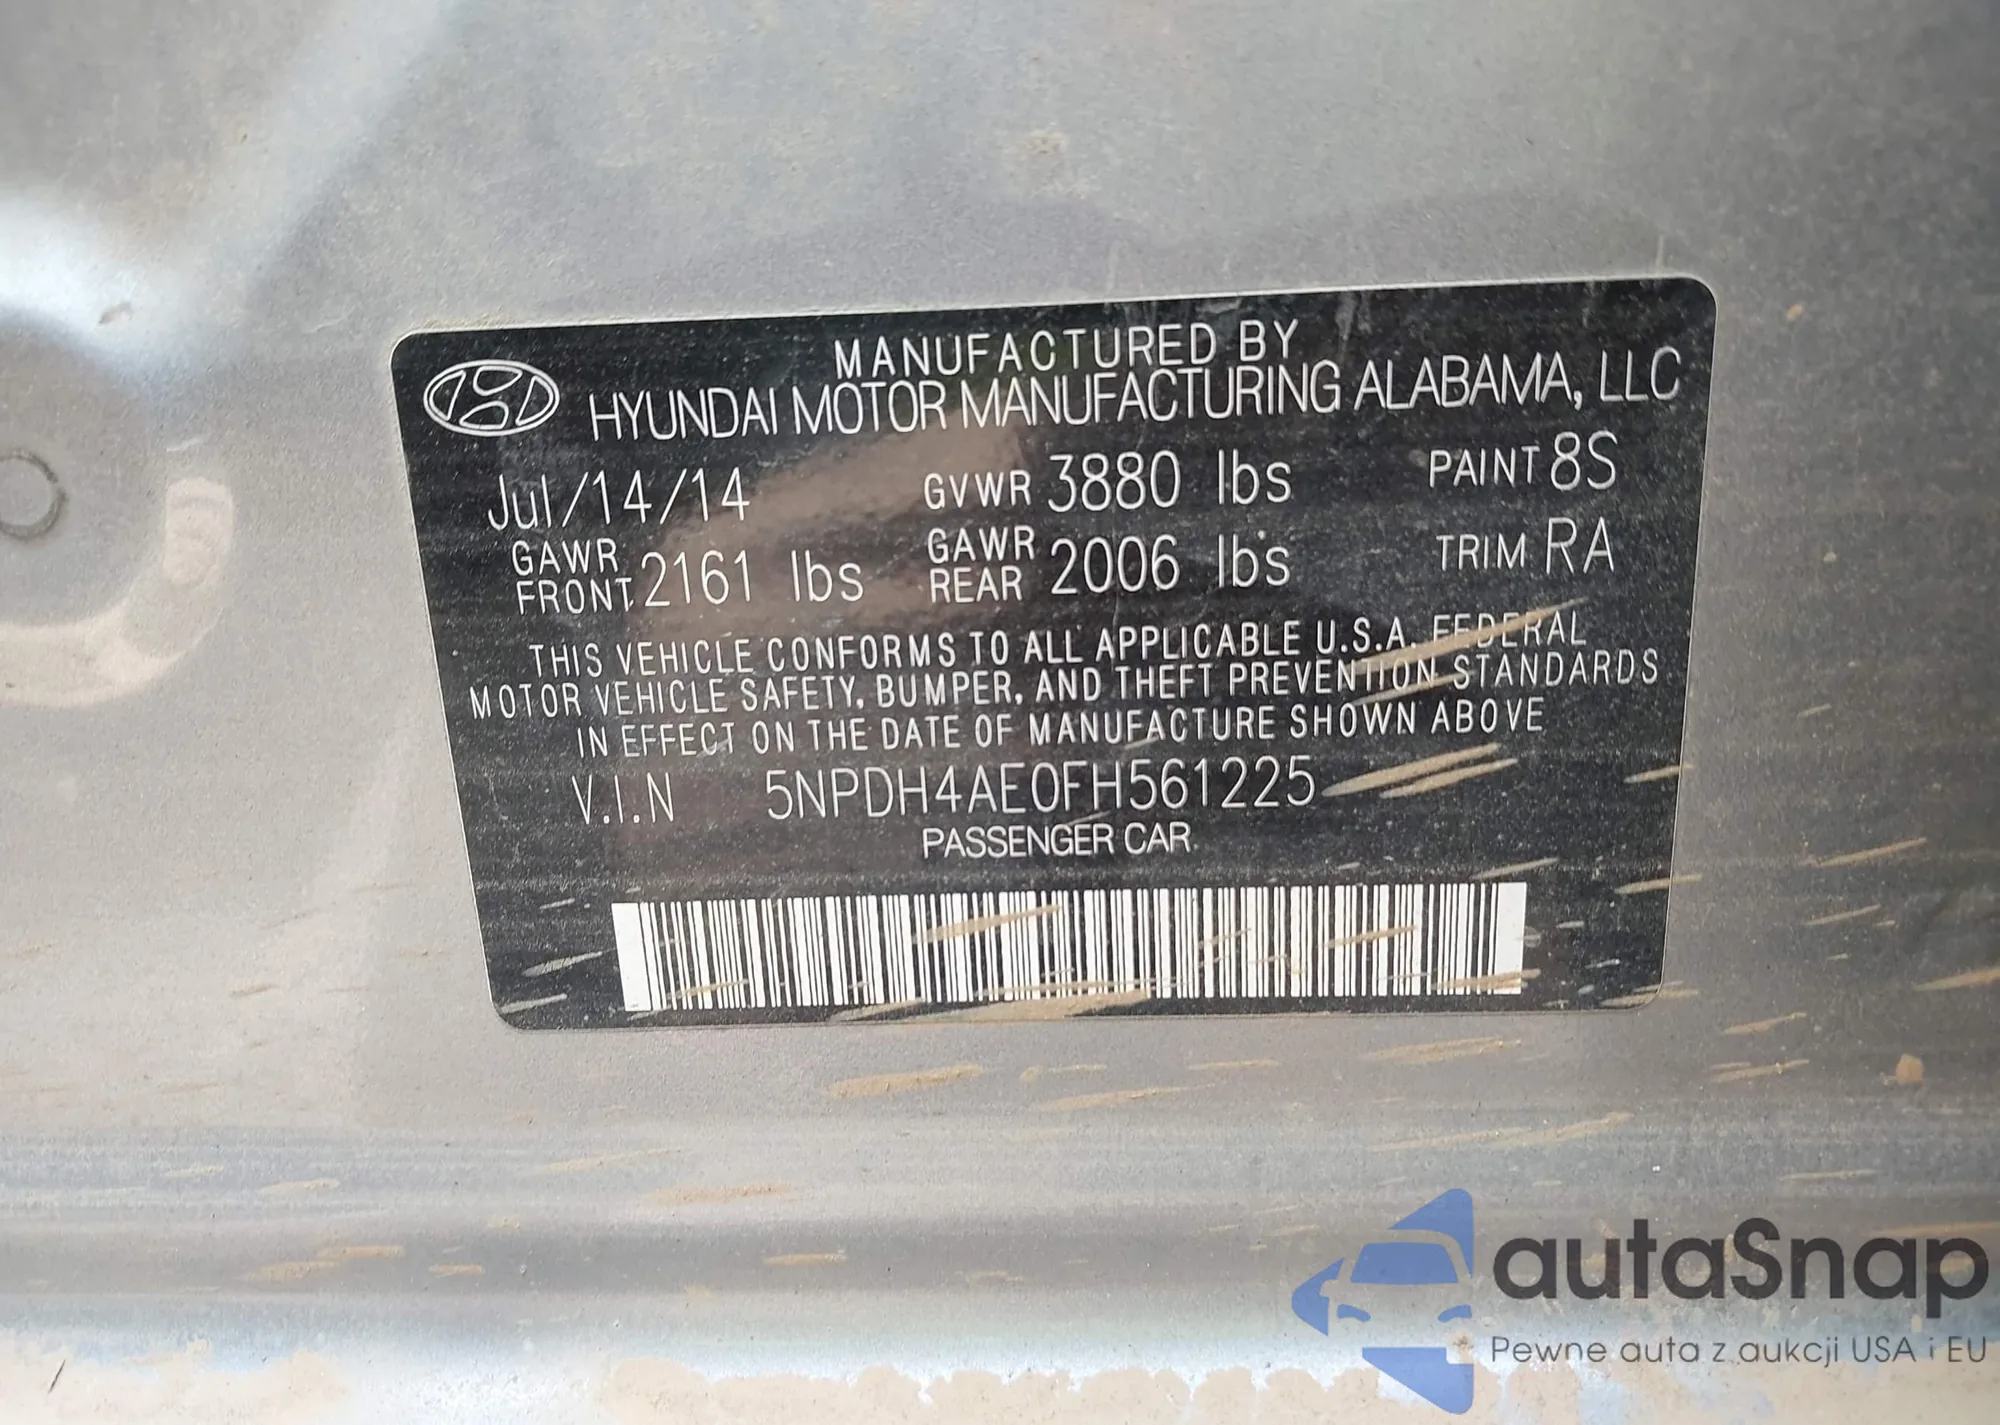 MANUFACTURED BY
HYUNDAI MOTOR MANUFACTURING ALABAMA, LLC
Jul/14/14 GVWR 3880 lbs PAINT 8S
GAWR FRONT 2161 lbs GAWR REAR 2006 lbs TRIM RA
THIS VEHICLE CONFORMS TO ALL APPLICABLE U.S.A. FEDERAL
MOTOR VEHICLE SAFETY, BUMPER, AND THEFT PREVENTION STANDARDS
IN EFFECT ON THE DATE OF MANUFACTURE SHOWN ABOVE
V.I.N 5NPDH4AE0FH561225
PASSENGER CAR
autaSnap
Pewne auta z aukcji USA i EU